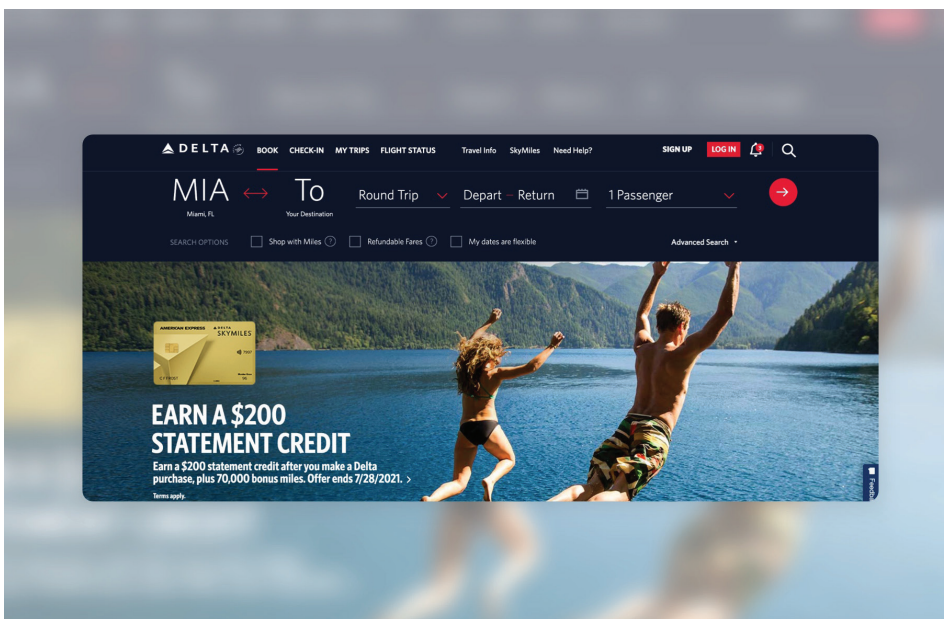 DELTA
BOOK CHECK-IN MY TRIPS FLIGHT STATUS Travel Info SkyMiles Need Help? SIGN UP LOG IN 3
MIA To Round Trip Depart – Return 1 Passenger
Miami, FL Your Destination
SEARCH OPTIONS Shop with Miles ? Refundable Fares ? My dates are flexible Advanced Search
AMERICAN EXPRESS DELTA
SKYMILES
EARN A $200
STATEMENT CREDIT
Earn a $200 statement credit after you make a Delta
purchase, plus 70,000 bonus miles. Offer ends 7/28/2021. >
Terms apply.